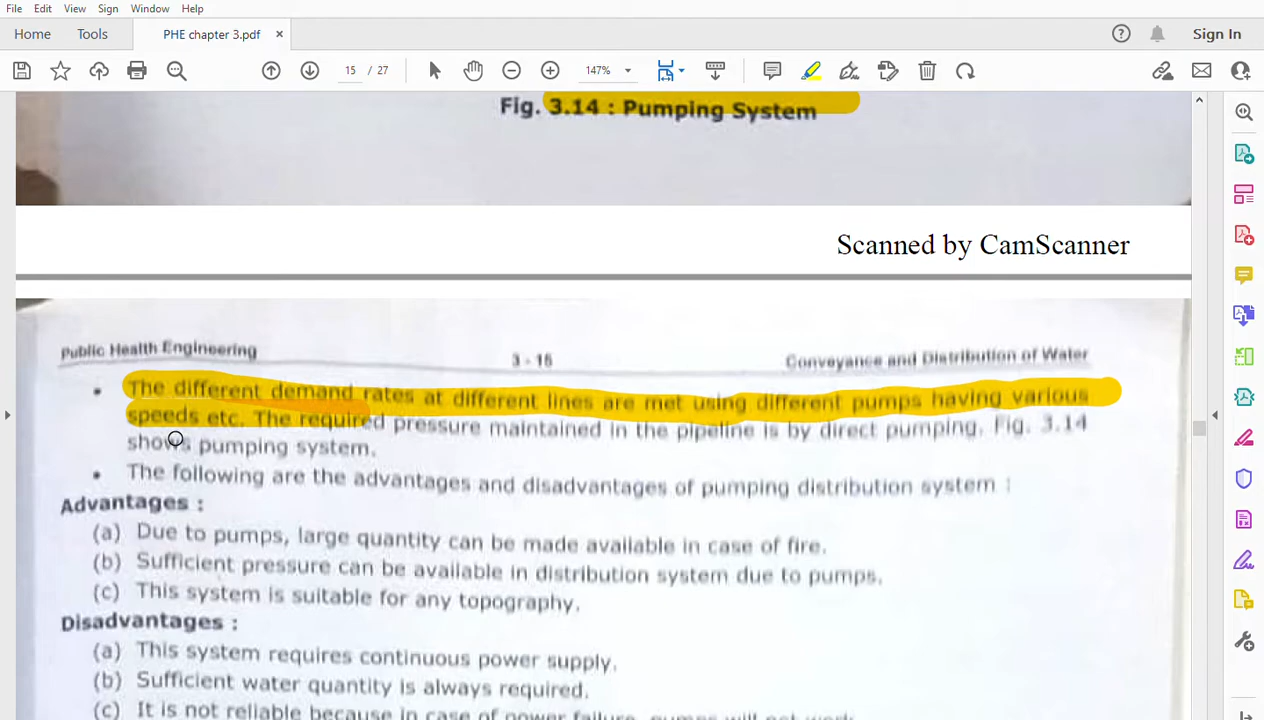 File Edit View Sign Window Help
Home Tools PHE chapter 3.pdf × Sign In
15 / 27 147%
Fig. 3.14 : Pumping System
Scanned by CamScanner
Public Health Engineering 3 - 15 Conveyance and Distribution of Water
• The different demand rates at different lines are met using different pumps having various
speeds etc. The required pressure maintained in the pipeline is by direct pumping. Fig. 3.14
shows pumping system.
• The following are the advantages and disadvantages of pumping distribution system :
Advantages :
(a) Due to pumps, large quantity can be made available in case of fire.
(b) Sufficient pressure can be available in distribution system due to pumps.
(c) This system is suitable for any topography.
Disadvantages :
(a) This system requires continuous power supply.
(b) Sufficient water quantity is always required.
(c) It is not reliable because in case of power failure, pumps will not work.